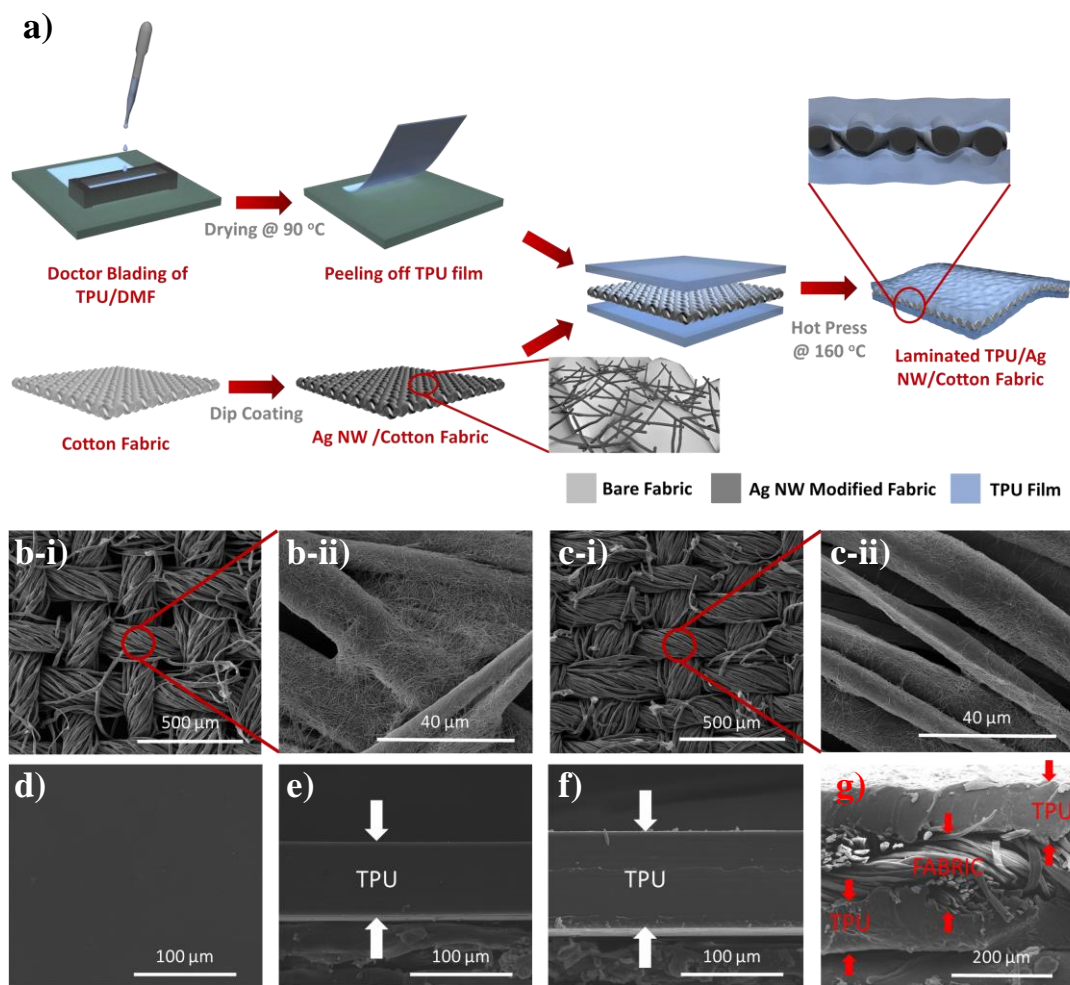 a)
Drying @ 90 °C
Doctor Blading of
TPU/DMF
Peeling off TPU film
Hot Press
@ 160 °C
Laminated TPU/Ag
NW/Cotton Fabric
Dip Coating
Cotton Fabric
Ag NW /Cotton Fabric
Bare Fabric
Ag NW Modified Fabric
TPU Film
b-i)
500 µm
b-ii)
40 µm
c-i)
500 µm
c-ii)
40 µm
d)
100 µm
e)
TPU
100 µm
f)
TPU
100 µm
g)
TPU
FABRIC
TPU
200 µm